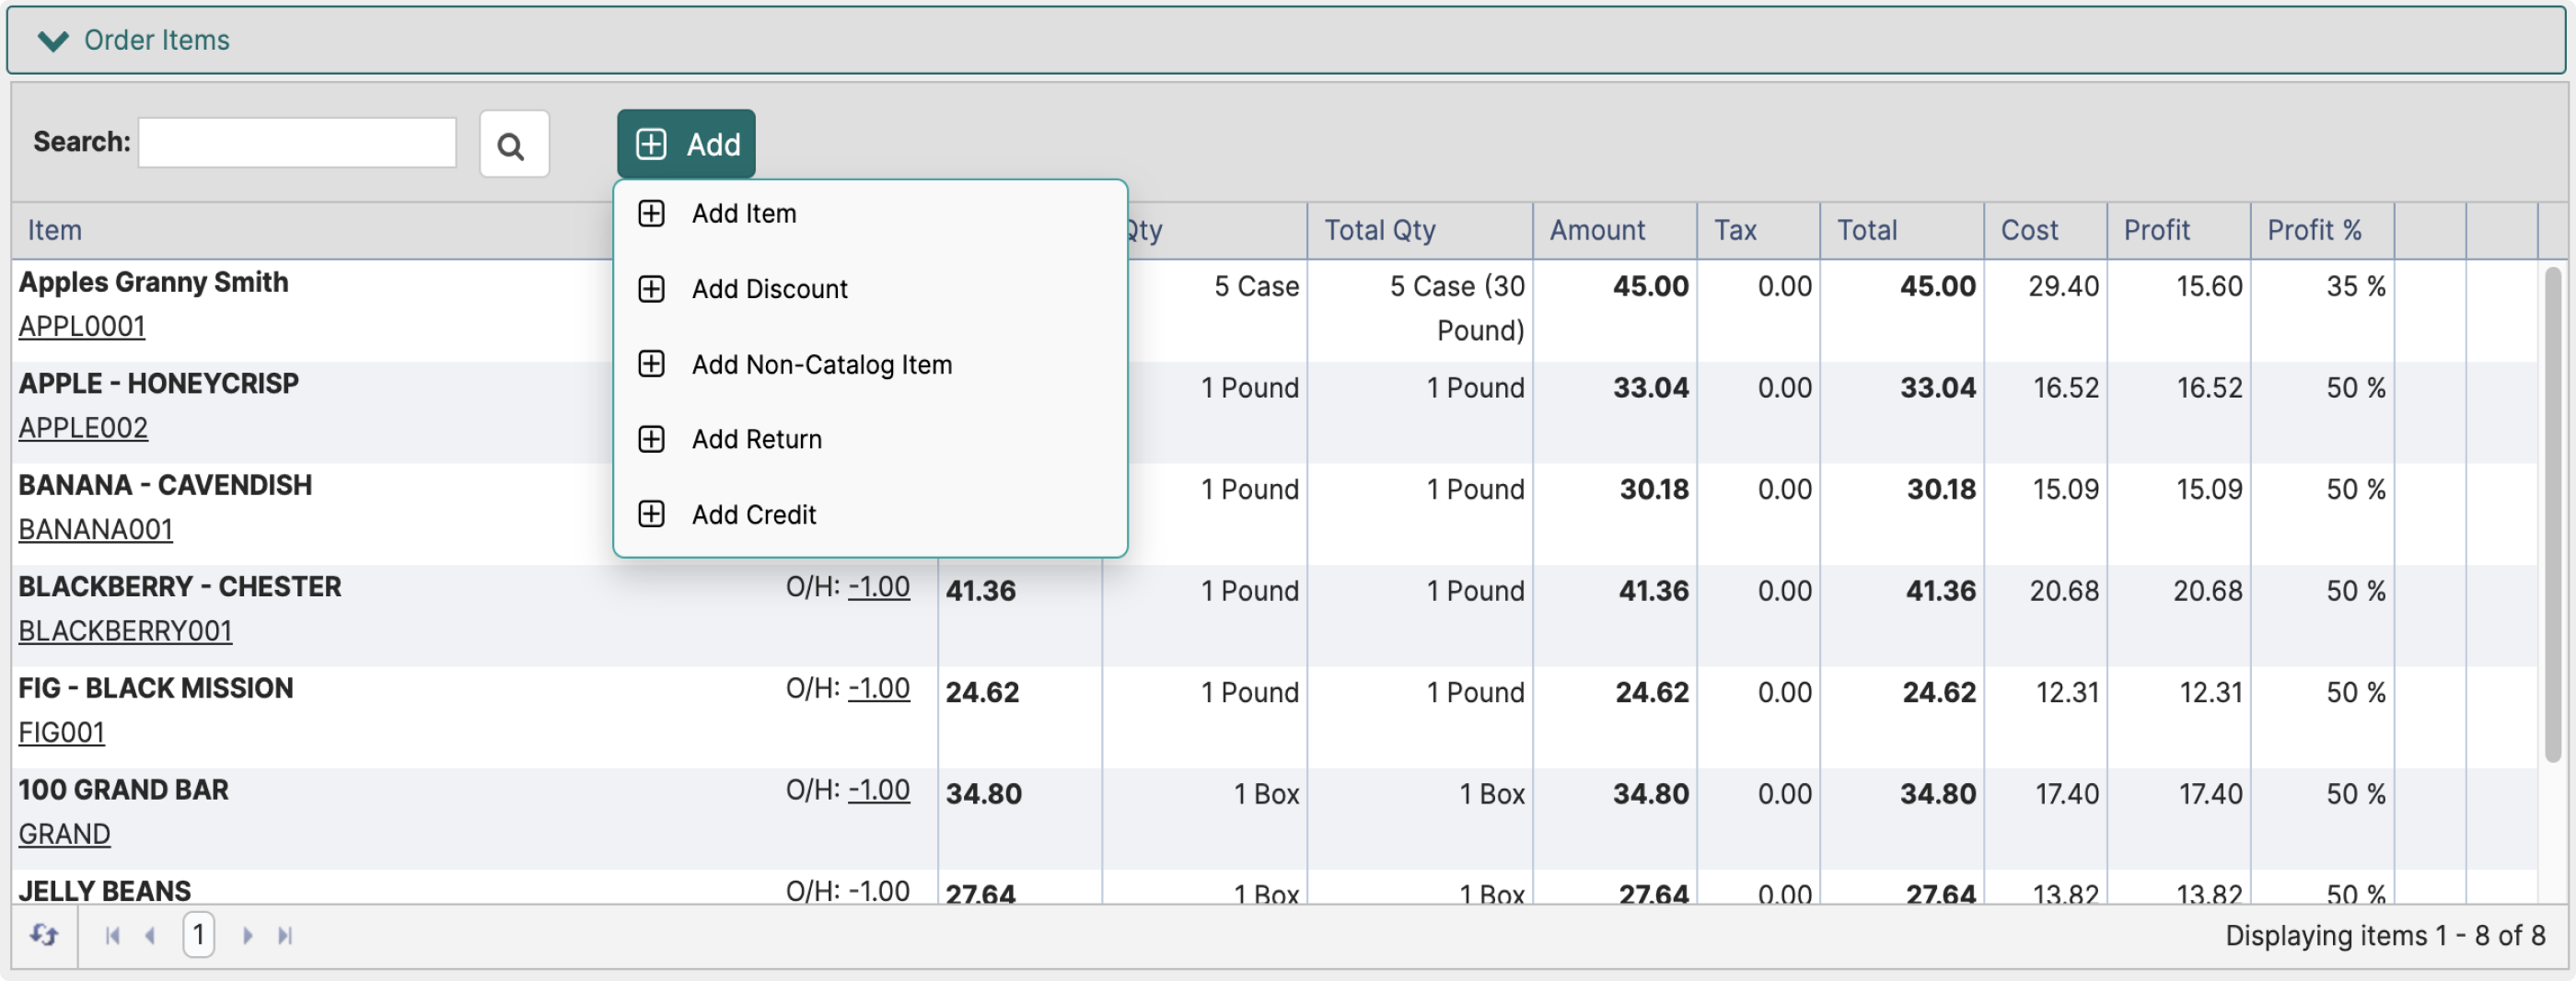 Order Items
Search: Add
Add Item
Add Discount
Add Non-Catalog Item
Add Return
Add Credit
Item Qty Total Qty Amount Tax Total Cost Profit Profit %
Apples Granny Smith 5 Case 5 Case (30 45.00 0.00 45.00 29.40 15.60 35 %
APPL0001 Pound)
APPLE - HONEYCRISP 1 Pound 1 Pound 33.04 0.00 33.04 16.52 16.52 50 %
APPLE002
BANANA - CAVENDISH 1 Pound 1 Pound 30.18 0.00 30.18 15.09 15.09 50 %
BANANA001
BLACKBERRY - CHESTER O/H: -1.00 41.36 1 Pound 1 Pound 41.36 0.00 41.36 20.68 20.68 50 %
BLACKBERRY001
FIG - BLACK MISSION O/H: -1.00 24.62 1 Pound 1 Pound 24.62 0.00 24.62 12.31 12.31 50 %
FIG001
100 GRAND BAR O/H: -1.00 34.80 1 Box 1 Box 34.80 0.00 34.80 17.40 17.40 50 %
GRAND
JELLY BEANS O/H: -1.00 27.64 1 Box 1 Box 27.64 0.00 27.64 13.82 13.82 50 %
1 Displaying items 1 - 8 of 8